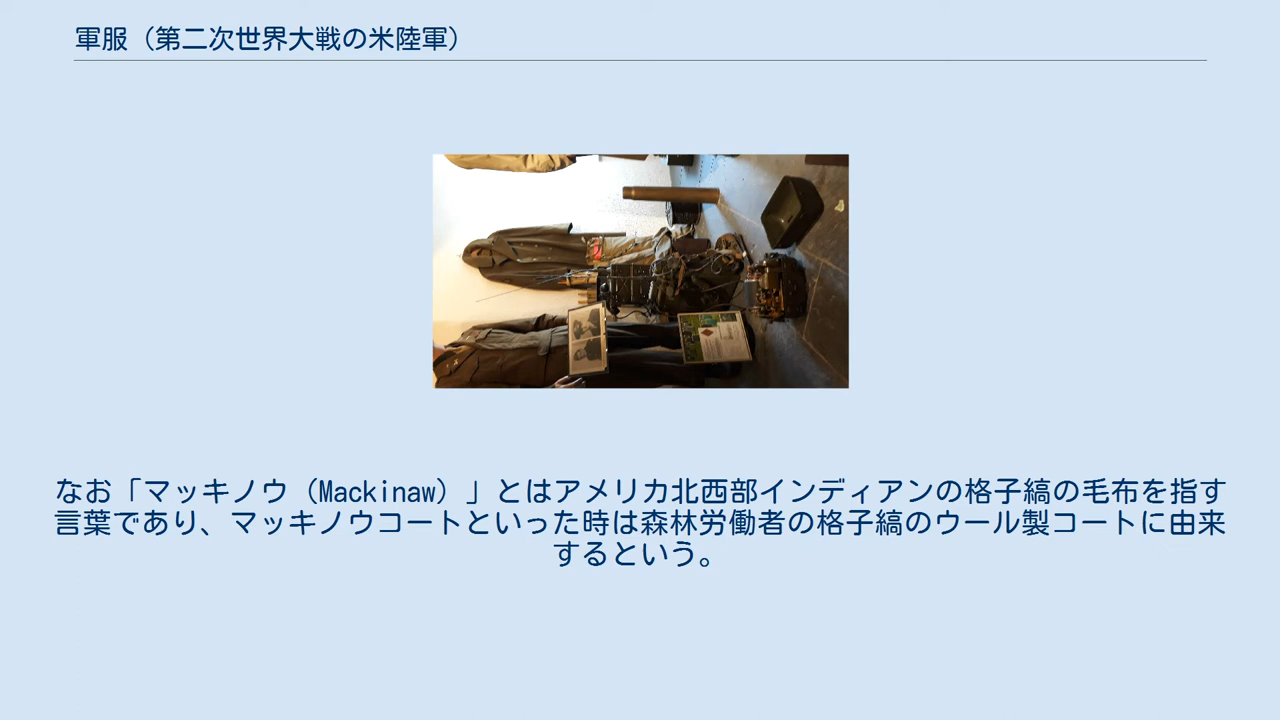 軍服（第二次世界大戦の米陸軍）
なお「マッキノウ（Mackinaw）」とはアメリカ北西部インディアンの格子縞の毛布を指す
言葉であり、マッキノウコートといった時は森林労働者の格子縞のウール製コートに由来
するという。